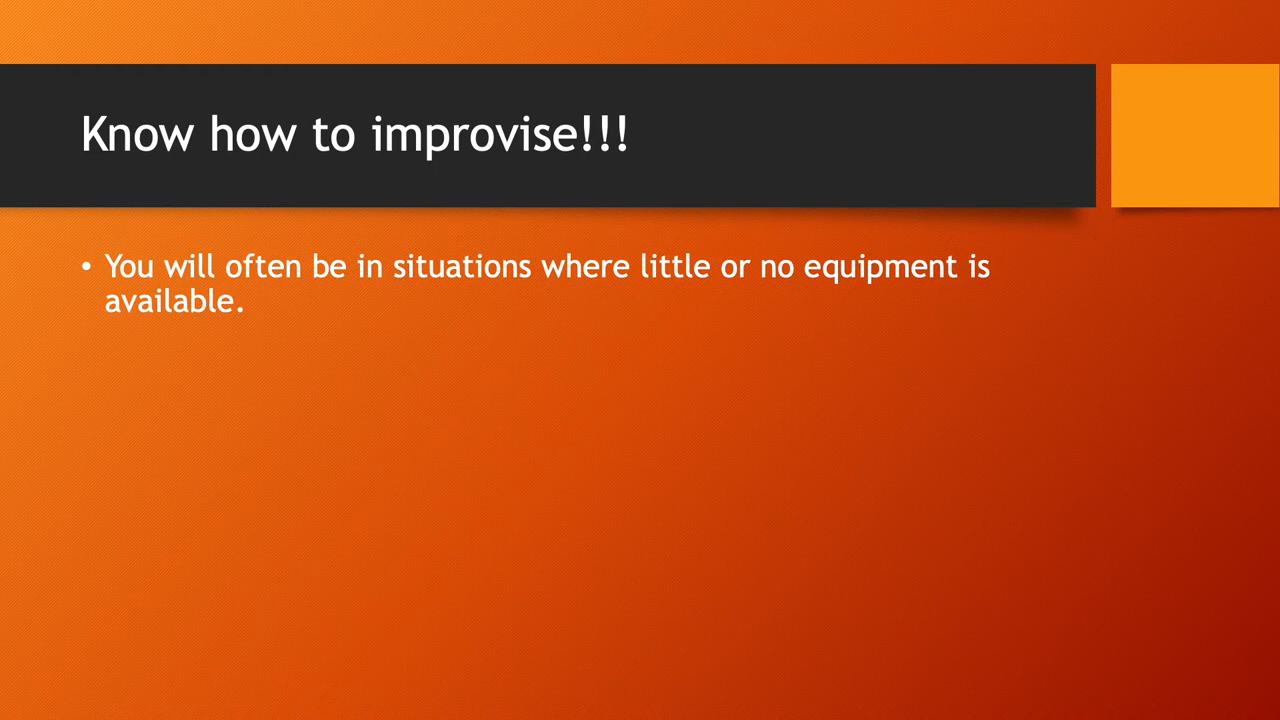 Know how to improvise!!!
• You will often be in situations where little or no equipment is
available.